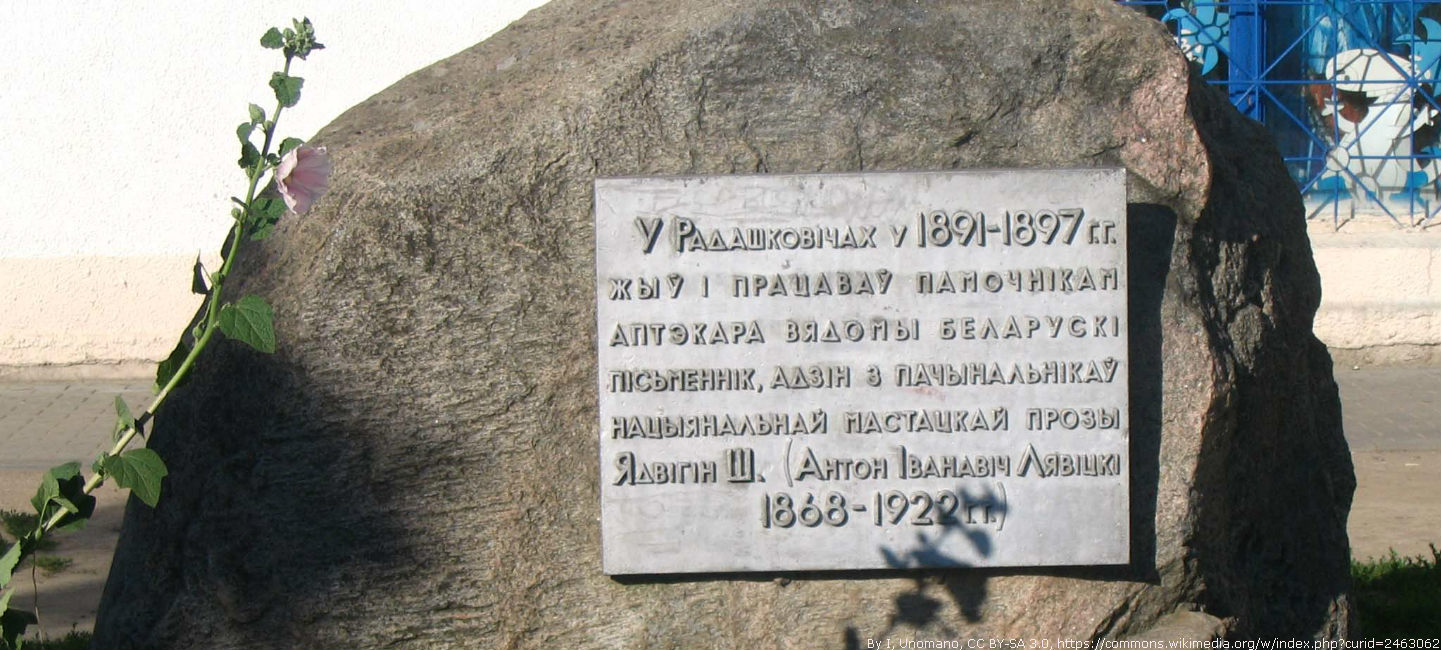 У Радашковічах у 1891-1897 г.г.
жыў і працаваў памочнікам
аптэкара вядомы беларускі
пісьменнік, адзін з пачынальнікаў
нацыянальнай мастацкай прозы
Ядвігін Ш. (Антон Іванавіч Лявіцкі
1868-1922 г.г.)
By I, Unomano, CC BY-SA 3.0, https://commons.wikimedia.org/w/index.php?curid=2463062